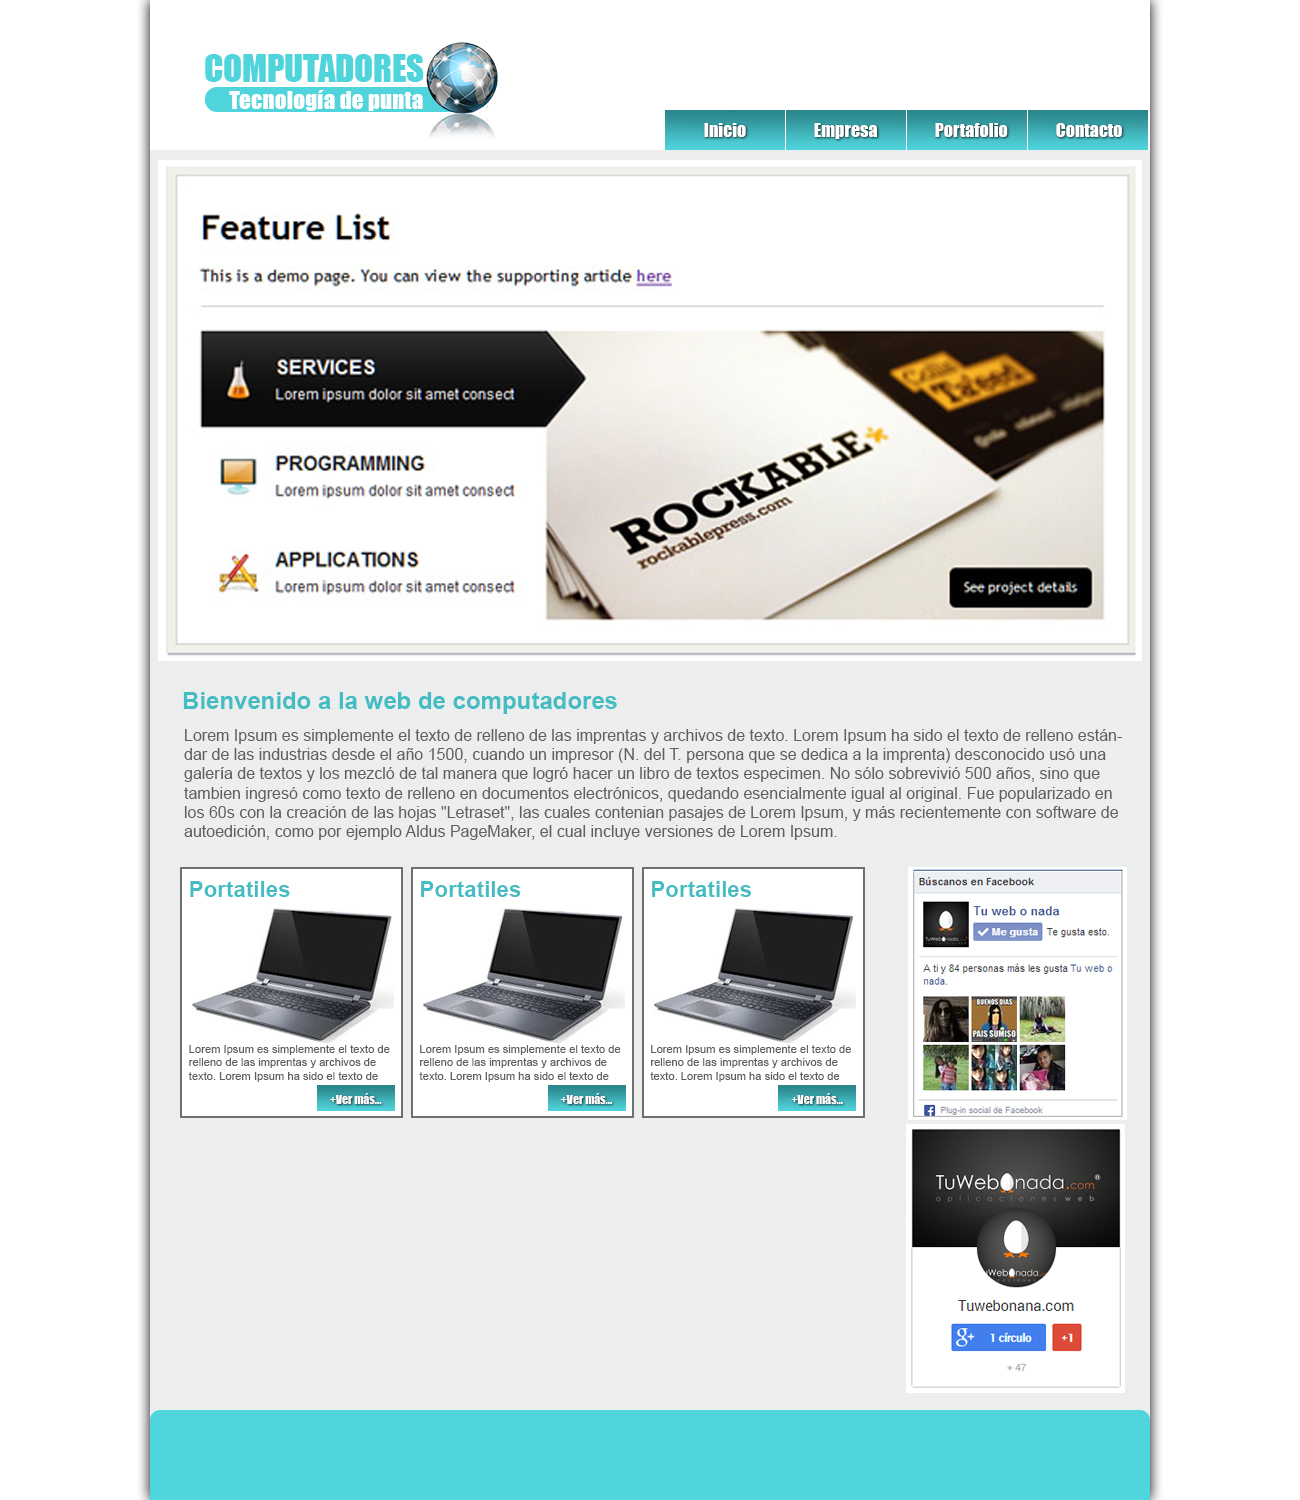 COMPUTADORES
Tecnología de punta
Inicio
Empresa
Portafolio
Contacto
Feature List
This is a demo page. You can view the supporting article here
SERVICES
Lorem ipsum dolor sit amet consect
PROGRAMMING
Lorem ipsum dolor sit amet consect
APPLICATIONS
Lorem ipsum dolor sit amet consect
ROCKABLE
rockablepress.com
See project details
Bienvenido a la web de computadores
Lorem Ipsum es simplemente el texto de relleno de las imprentas y archivos de texto. Lorem Ipsum ha sido el texto de relleno están-
dar de las industrias desde el año 1500, cuando un impresor (N. del T. persona que se dedica a la imprenta) desconocido usó una
galería de textos y los mezcló de tal manera que logró hacer un libro de textos especimen. No sólo sobrevivió 500 años, sino que
tambien ingresó como texto de relleno en documentos electrónicos, quedando esencialmente igual al original. Fue popularizado en
los 60s con la creación de las hojas "Letraset", las cuales contenian pasajes de Lorem Ipsum, y más recientemente con software de
autoedición, como por ejemplo Aldus PageMaker, el cual incluye versiones de Lorem Ipsum.
Portatiles
Lorem Ipsum es simplemente el texto de
relleno de las imprentas y archivos de
texto. Lorem Ipsum ha sido el texto de
+Ver más...
Portatiles
Lorem Ipsum es simplemente el texto de
relleno de las imprentas y archivos de
texto. Lorem Ipsum ha sido el texto de
+Ver más...
Portatiles
Lorem Ipsum es simplemente el texto de
relleno de las imprentas y archivos de
texto. Lorem Ipsum ha sido el texto de
+Ver más...
Búscanos en Facebook
TuWebonada.com
Tu web o nada
Me gusta Te gusta esto.
A ti y 84 personas más les gusta Tu web o
nada.
BUENOS DIAS
PAIS SUMISO
Plug-in social de Facebook
TuWebonada.com®
aplicaciones web
Tuwebonana.com
g+ 1 círculo
+1
+ 47